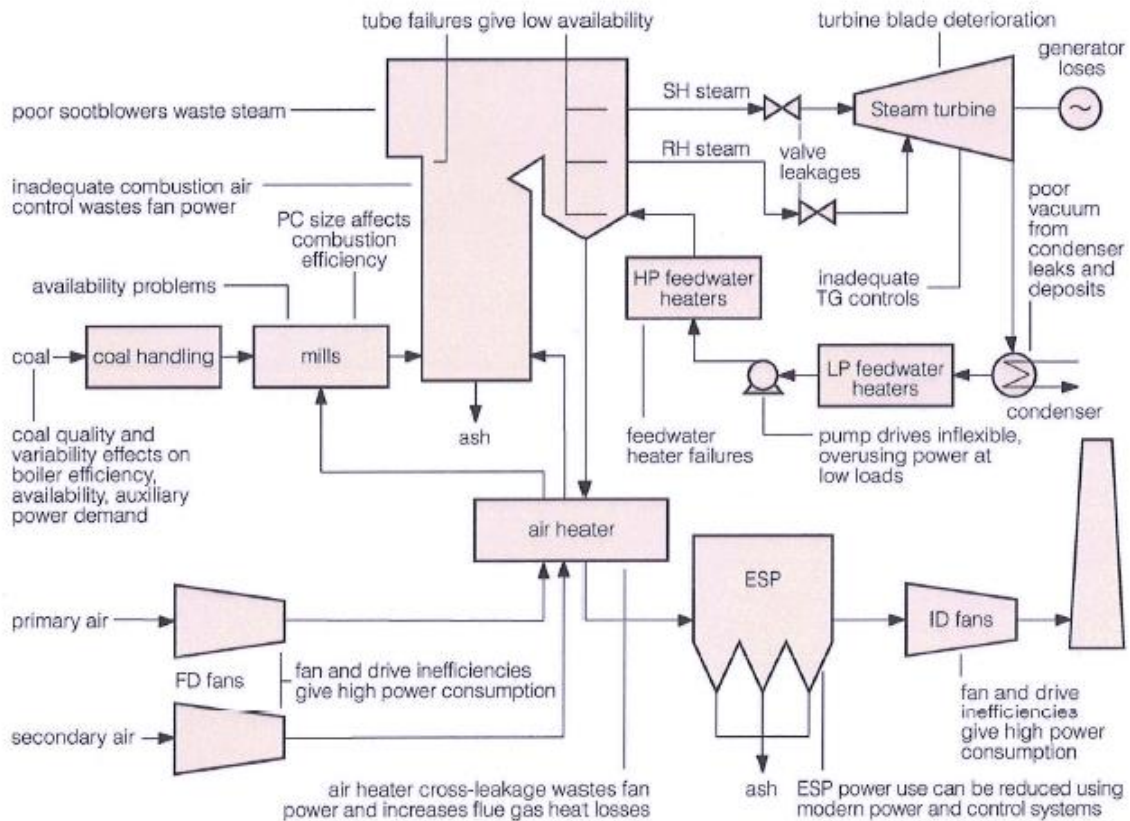 tube failures give low availability
turbine blade deterioration
generator
loses
poor sootblowers waste steam
SH steam
Steam turbine
~
RH steam
valve
leakages
inadequate combustion air
control wastes fan power
PC size affects
combustion
efficiency
poor
vacuum
from
condenser
leaks and
deposits
HP feedwater
heaters
inadequate
TG controls
availability problems
coal
coal handling
mills
LP feedwater
heaters
condenser
ash
coal quality and
variability effects on
boiler efficiency,
availability, auxiliary
power demand
feedwater
heater failures
pump drives inflexible,
overusing power at
low loads
air heater
ESP
primary air
ID fans
FD fans
fan and drive inefficiencies
give high power consumption
fan and drive
inefficiencies
give high power
consumption
secondary air
air heater cross-leakage wastes fan
power and increases flue gas heat losses
ash
ESP power use can be reduced using
modern power and control systems